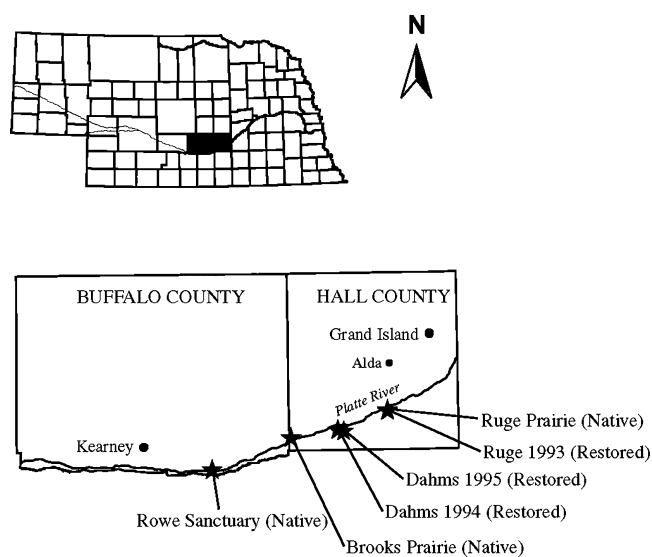 N
BUFFALO COUNTY
HALL COUNTY
Grand Island
Alda
Platte River
Ruge Prairie (Native)
Kearney
Ruge 1993 (Restored)
Dahms 1995 (Restored)
Dahms 1994 (Restored)
Rowe Sanctuary (Native)
Brooks Prairie (Native)